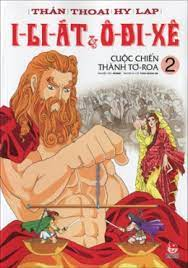 THẦN THOẠI HY LẠP
I-LI-ÁT & Ô-ĐI-XÊ
CUỘC CHIẾN
THÀNH TƠ-ROA
2